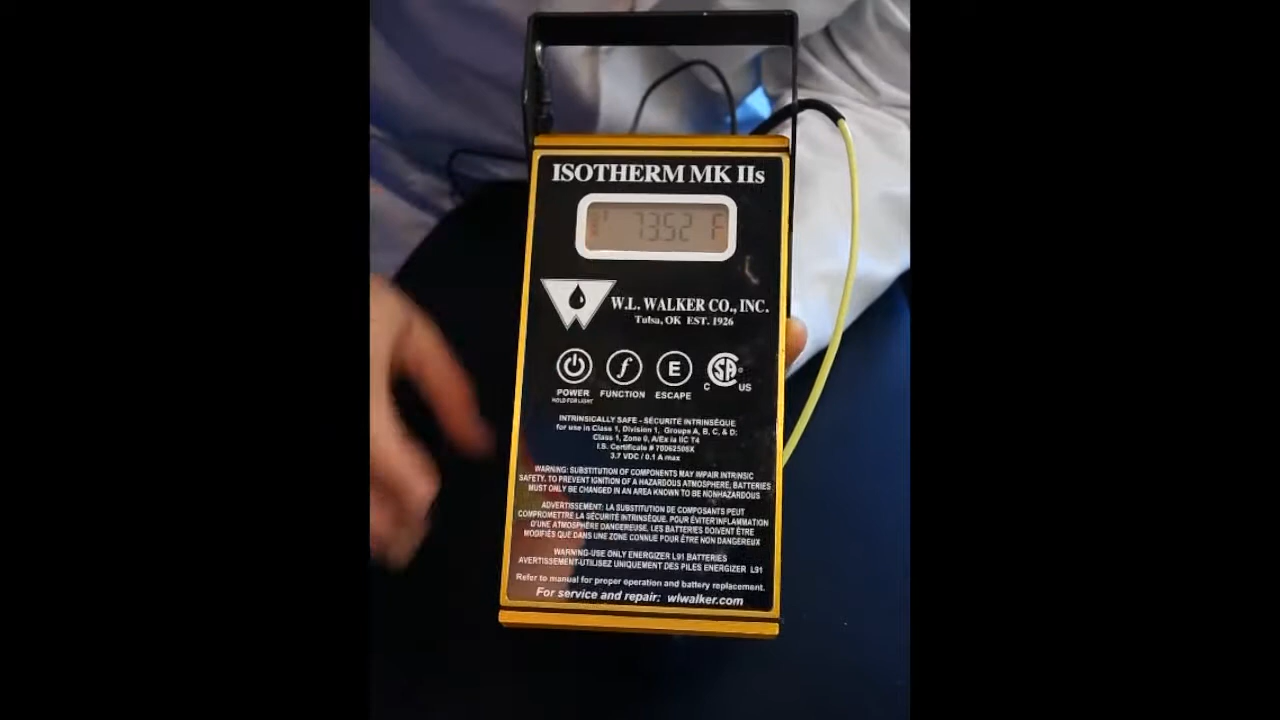 ISOTHERM MK IIs
73.52 F
W.L. WALKER CO., INC.
Tulsa, OK EST. 1926
POWER FUNCTION ESCAPE C SA ® US
HOLD FOR LIGHT
INTRINSICALLY SAFE - SÉCURITÉ INTRINSÈQUE
for use in Class 1, Division 1, Groups A, B, C, & D;
Class 1, Zone 0, A/Ex ia IIC T4
I.S. Certificate # 70062506X
3.7 VDC / 0.1 A max
WARNING: SUBSTITUTION OF COMPONENTS MAY IMPAIR INTRINSIC
SAFETY. TO PREVENT IGNITION OF A HAZARDOUS ATMOSPHERE, BATTERIES
MUST ONLY BE CHANGED IN AN AREA KNOWN TO BE NONHAZARDOUS
ADVERTISSEMENT: LA SUBSTITUTION DE COMPOSANTS PEUT
COMPROMETTRE LA SÉCURITÉ INTRINSÈQUE. POUR ÉVITER INFLAMMATION
D'UNE ATMOSPHÈRE DANGEREUSE, LES BATTERIES DOIVENT ÊTRE
MODIFIÉS QUE DANS UNE ZONE CONNUE POUR ÊTRE NON DANGEREUX
WARNING-USE ONLY ENERGIZER L91 BATTERIES
AVERTISSEMENT-UTILISEZ UNIQUEMENT DES PILES ENERGIZER L91
Refer to manual for proper operation and battery replacement.
For service and repair: wlwalker.com